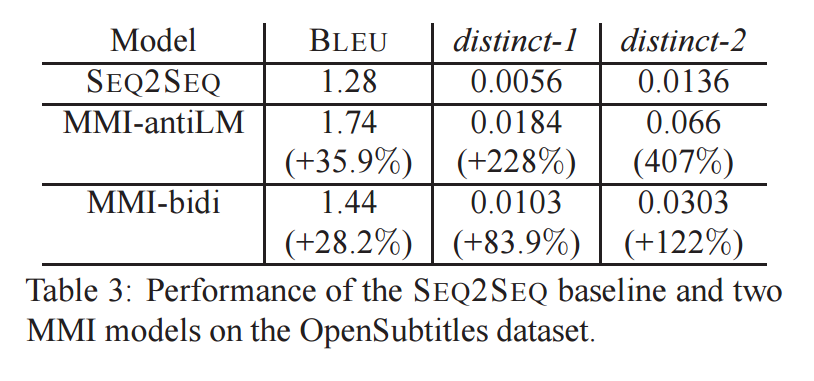 Model BLEU distinct-1 distinct-2
SEQ2SEQ 1.28 0.0056 0.0136
MMI-antiLM 1.74 0.0184 0.066
(+35.9%) (+228%) (407%)
MMI-bidi 1.44 0.0103 0.0303
(+28.2%) (+83.9%) (+122%)
Table 3: Performance of the SEQ2SEQ baseline and two
MMI models on the OpenSubtitles dataset.